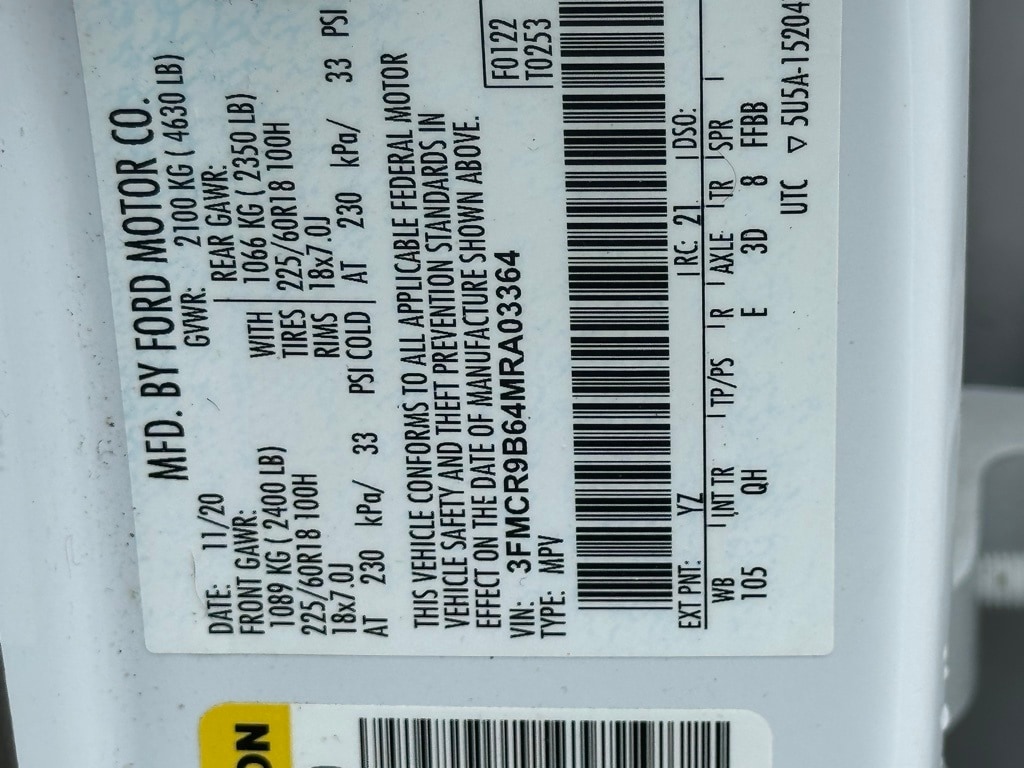 MFD. BY FORD MOTOR CO.
DATE: 11/20 GVWR: 2100 KG ( 4630 LB)
FRONT GAWR: REAR GAWR:
1089 KG ( 2400 LB) WITH 1066 KG ( 2350 LB)
225/60R18 100H TIRES 225/60R18 100H
18x7.0J RIMS 18x7.0J
AT 230 kPa/ 33 PSI COLD AT 230 kPa/ 33 PSI
THIS VEHICLE CONFORMS TO ALL APPLICABLE FEDERAL MOTOR
VEHICLE SAFETY AND THEFT PREVENTION STANDARDS IN
EFFECT ON THE DATE OF MANUFACTURE SHOWN ABOVE.
VIN: 3FMCR9B64MRA03364
TYPE: MPV
F0122
T0253
EXT PNT: YZ RC: 21 DSO:
WB INT TR TP/PS R AXLE TR SPR
105 QH E 3D 8 FFBB
UTC ▽ 5U5A-15204
ON